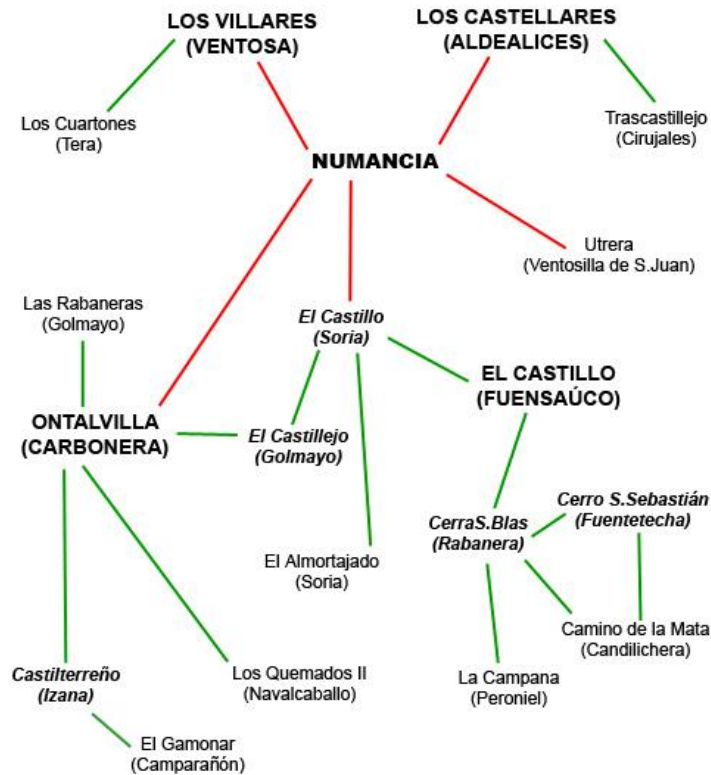 LOS VILLARES
(VENTOSA)
LOS CASTELLARES
(ALDEALICES)
Los Cuartones
(Tera)
Trascastillejo
(Cirujales)
NUMANCIA
Utrera
(Ventosilla de S.Juan)
Las Rabaneras
(Golmayo)
El Castillo
(Soria)
EL CASTILLO
(FUENSAÚCO)
ONTALVILLA
(CARBONERA)
El Castillejo
(Golmayo)
CerraS.Blas
(Rabanera)
Cerro S.Sebastián
(Fuentetecha)
El Almortajado
(Soria)
Camino de la Mata
(Candilichera)
Castilterreño
(Izana)
Los Quemados II
(Navalcaballo)
La Campana
(Peroniel)
El Gamonar
(Camparañón)